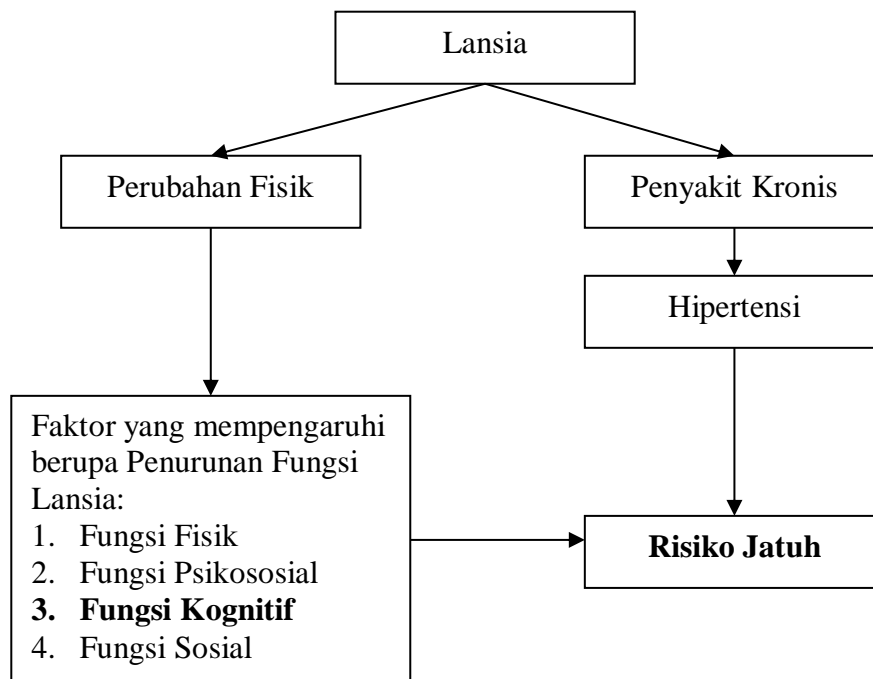 Lansia
Perubahan Fisik
Penyakit Kronis
Hipertensi
Faktor yang mempengaruhi
berupa Penurunan Fungsi
Lansia:
1. Fungsi Fisik
2. Fungsi Psikososial
3. Fungsi Kognitif
4. Fungsi Sosial
Risiko Jatuh